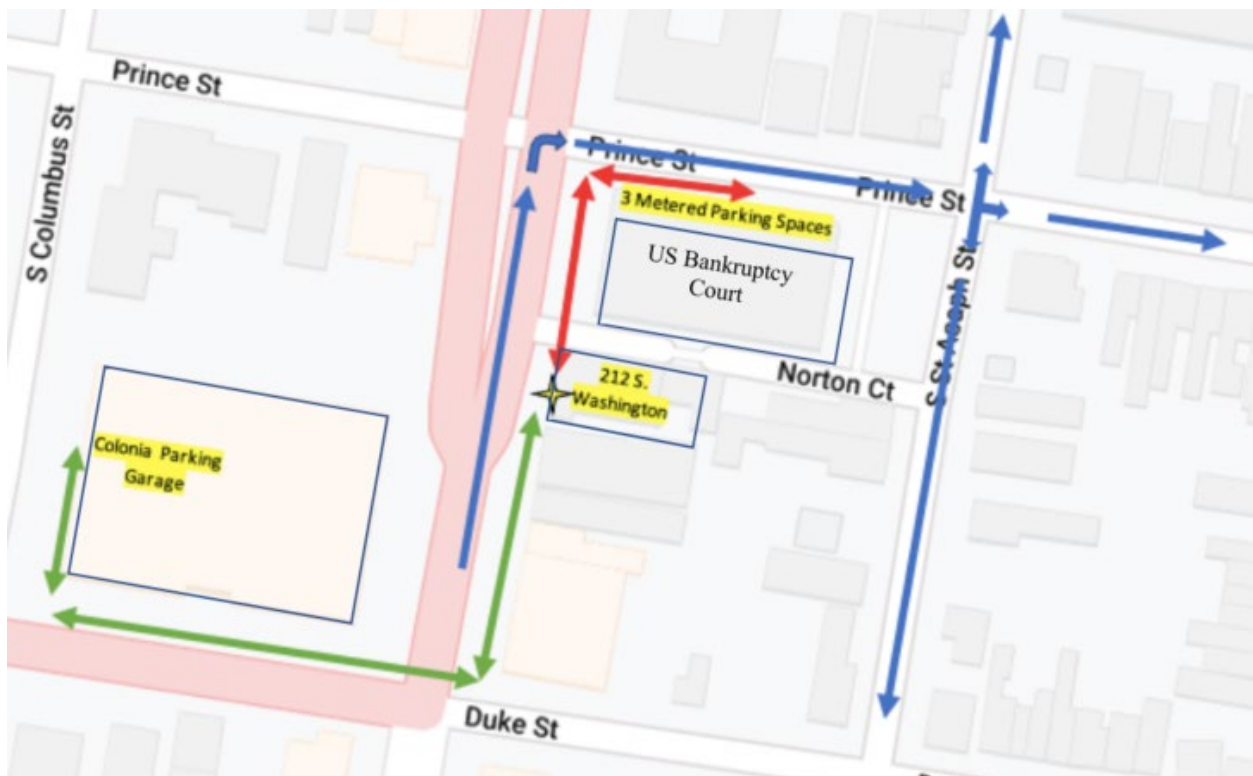 Prince St
S Columbus St
Prince St
Prince St
3 Metered Parking Spaces
US Bankruptcy
Court
S St Asaph St
212 S.
Washington
Norton Ct
Colonia Parking
Garage
Duke St